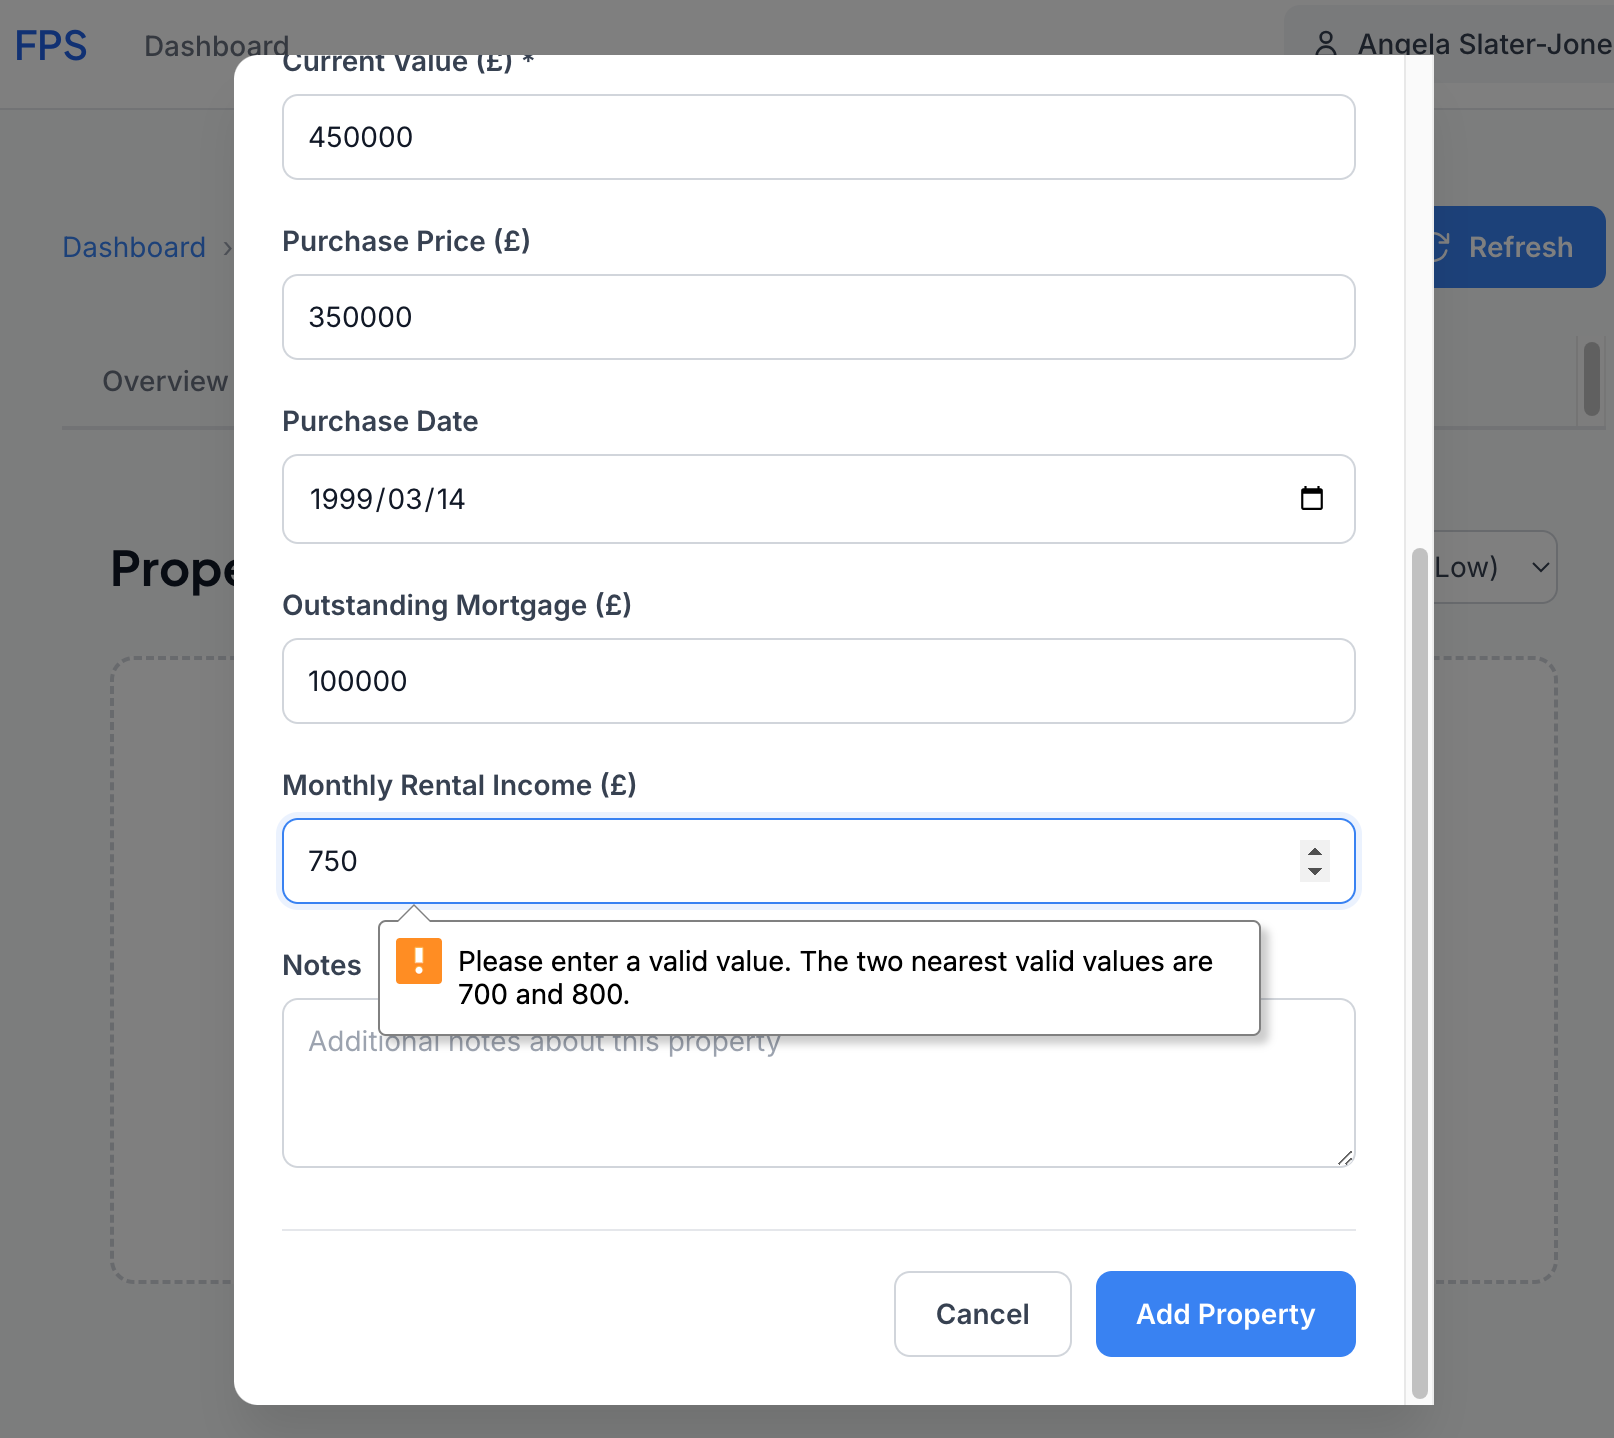 FPS
Dashboard
Angela Slater-Jone
Current Value (£) *
450000
Dashboard ›
Refresh
Purchase Price (£)
350000
Overview
Purchase Date
1999/03/14
Prope
Low)
Outstanding Mortgage (£)
100000
Monthly Rental Income (£)
750
Please enter a valid value. The two nearest valid values are
700 and 800.
Notes
Additional notes about this property
Cancel
Add Property